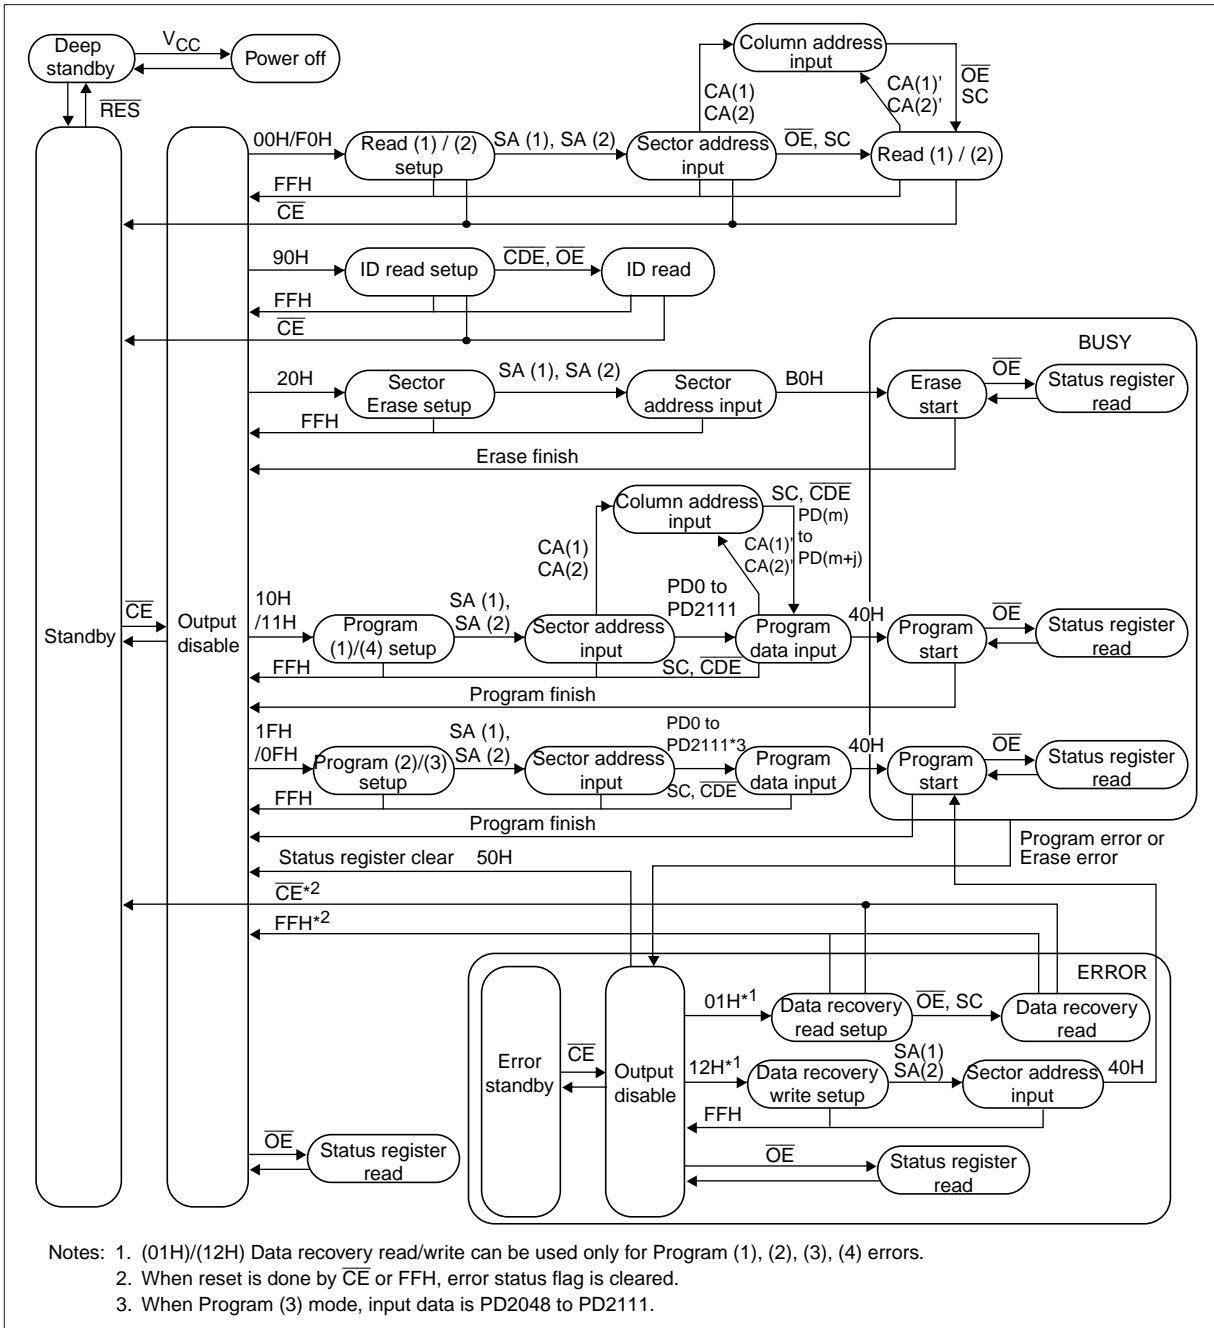 Deep
standby
VCC
Power off
RES
Column address
input
CA(1)
CA(2)
CA(1)'
CA(2)'
OE
SC
00H/F0H
Read (1) / (2)
setup
SA (1), SA (2)
Sector address
input
OE, SC
Read (1) / (2)
FFH
CE
90H
ID read setup
CDE, OE
ID read
FFH
CE
BUSY
20H
Sector
Erase setup
SA (1), SA (2)
Sector
address input
B0H
Erase
start
OE
Status register
read
FFH
Erase finish
Column address
input
SC, CDE
PD(m)
to
PD(m+j)
CA(1)
CA(2)
CA(1)'
CA(2)'
Standby
CE
Output
disable
10H
/11H
Program
(1)/(4) setup
SA (1),
SA (2)
Sector address
input
PD0 to
PD2111
SC, CDE
Program
data input
40H
Program
start
OE
Status register
read
FFH
Program finish
1FH
/0FH
Program (2)/(3)
setup
SA (1),
SA (2)
Sector address
input
PD0 to
PD2111*3
SC, CDE
Program
data input
40H
Program
start
OE
Status register
read
FFH
Program finish
Program error or
Erase error
Status register clear 50H
CE*2
FFH*2
ERROR
Error
standby
CE
Output
disable
01H*1
Data recovery
read setup
OE, SC
Data recovery
read
12H*1
Data recovery
write setup
SA(1)
SA(2)
Sector address
input
40H
FFH
OE
Status register
read
OE
Status register
read
Notes: 1. (01H)/(12H) Data recovery read/write can be used only for Program (1), (2), (3), (4) errors.
2. When reset is done by CE or FFH, error status flag is cleared.
3. When Program (3) mode, input data is PD2048 to PD2111.